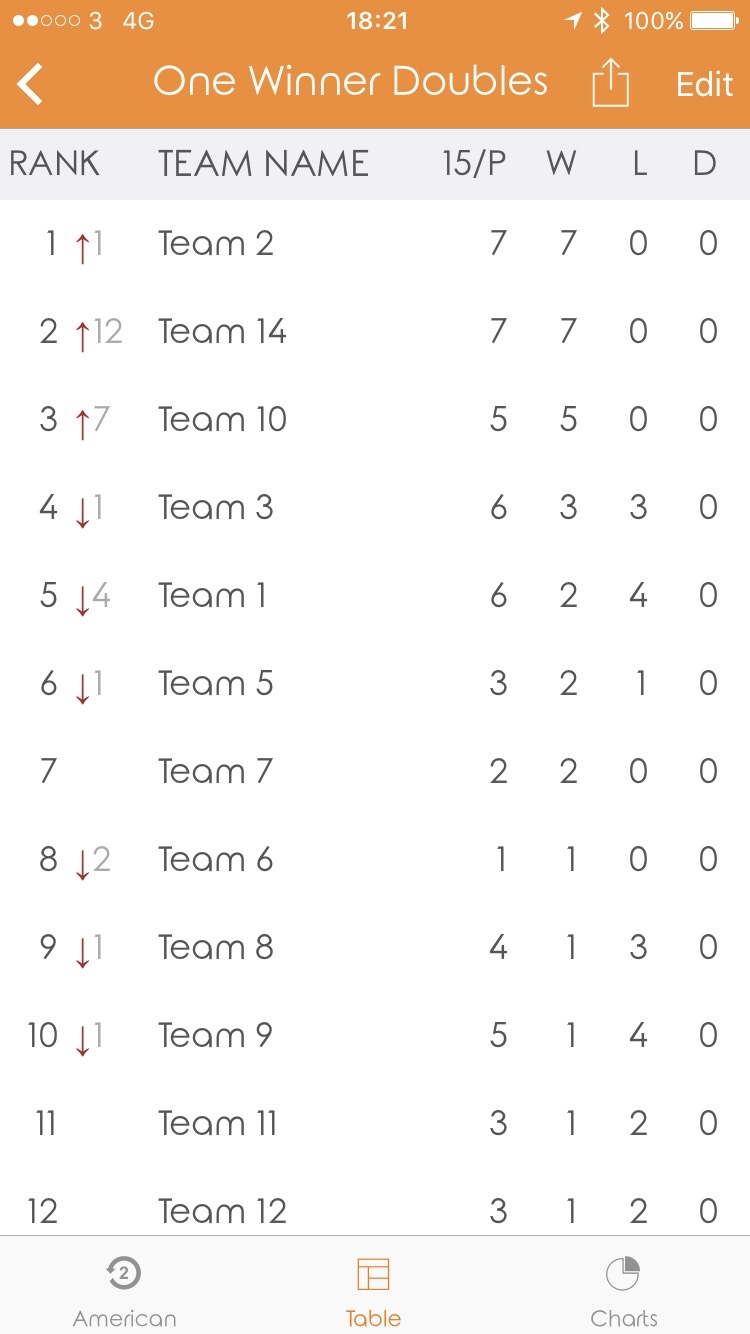 3 4G 18:21 100%
One Winner Doubles Edit
RANK TEAM NAME 15/P W L D
1 ↑1 Team 2 7 7 0 0
2 ↑12 Team 14 7 7 0 0
3 ↑7 Team 10 5 5 0 0
4 ↓1 Team 3 6 3 3 0
5 ↓4 Team 1 6 2 4 0
6 ↓1 Team 5 3 2 1 0
7 Team 7 2 2 0 0
8 ↓2 Team 6 1 1 0 0
9 ↓1 Team 8 4 1 3 0
10 ↓1 Team 9 5 1 4 0
11 Team 11 3 1 2 0
12 Team 12 3 1 2 0
2
American Table Charts